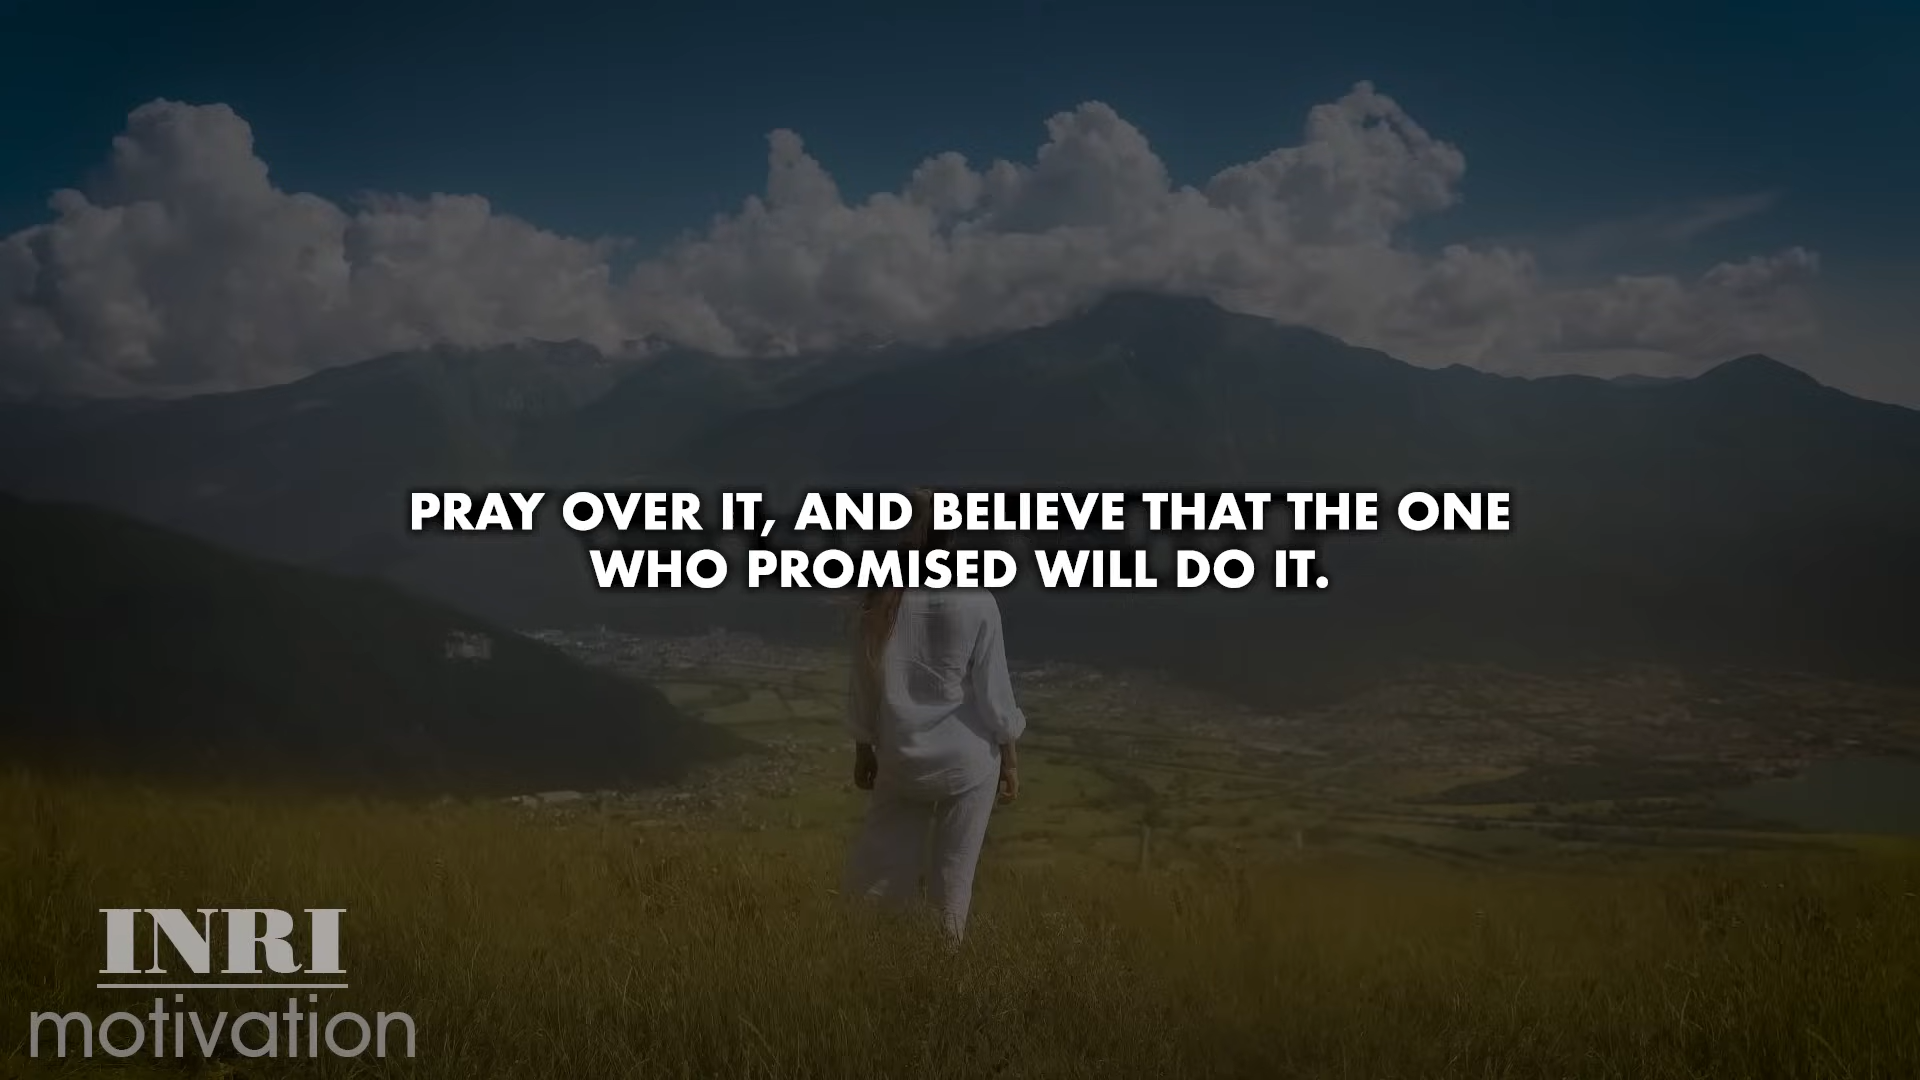 PRAY OVER IT, AND BELIEVE THAT THE ONE
WHO PROMISED WILL DO IT.
INRI
motivation